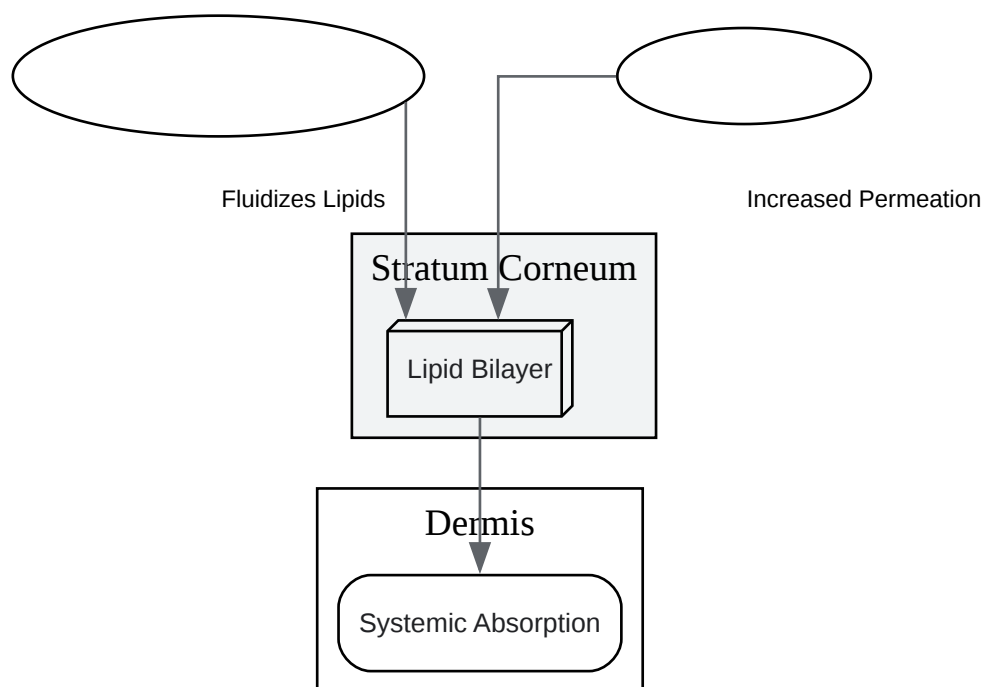 Fluidizes Lipids
Increased Permeation
Stratum Corneum
Lipid Bilayer
Dermis
Systemic Absorption